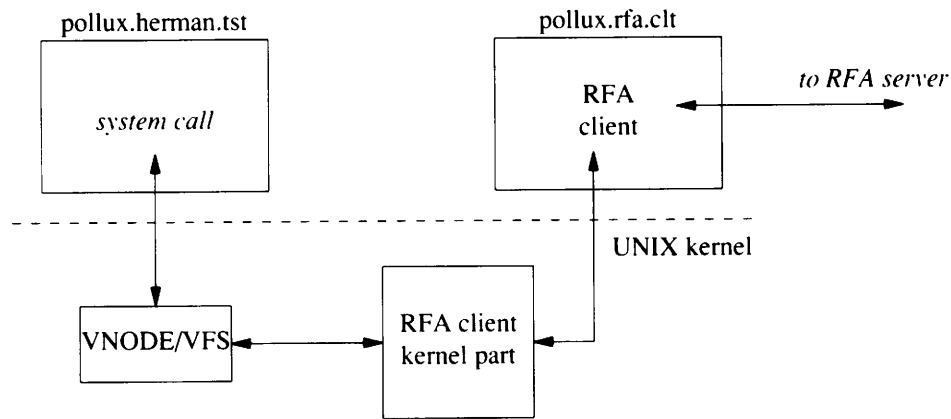 pollux.herman.tst
pollux.rfa.clt
system call
RFA
client
to RFA server
UNIX kernel
VNODE/VFS
RFA client
kernel part